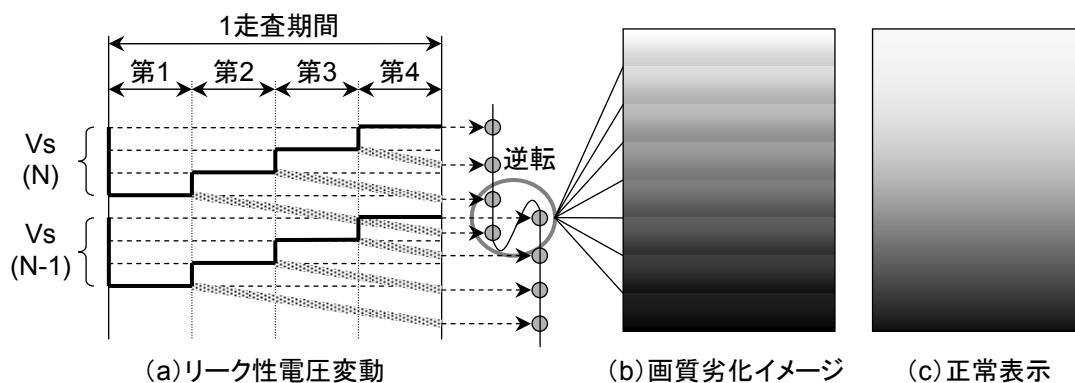 1走査期間
第1 第2 第3 第4
Vs
(N)
逆転
Vs
(N-1)
(a)リーク性電圧変動
(b)画質劣化イメージ
(c)正常表示